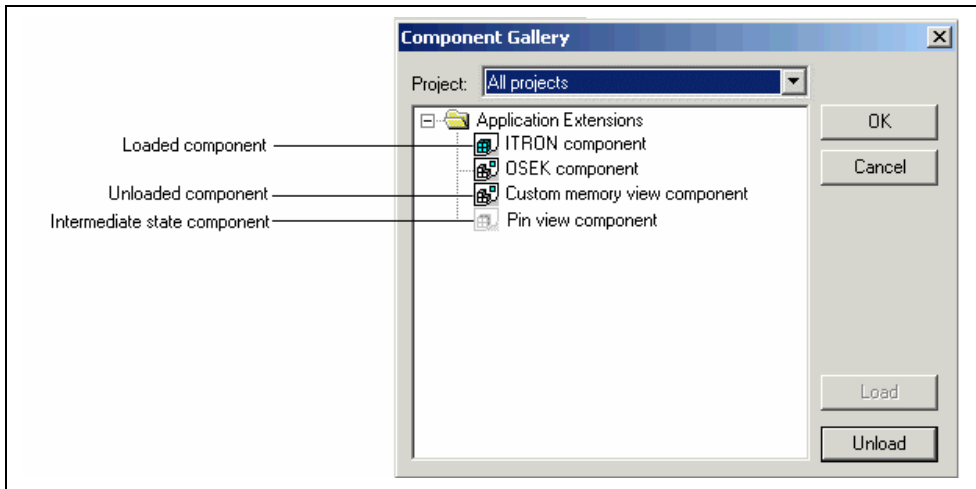 Component Gallery
Project: All projects
Application Extensions
OK
Loaded component
ITRON component
OSEK component
Cancel
Unloaded component
Custom memory view component
Intermediate state component
Pin view component
Load
Unload